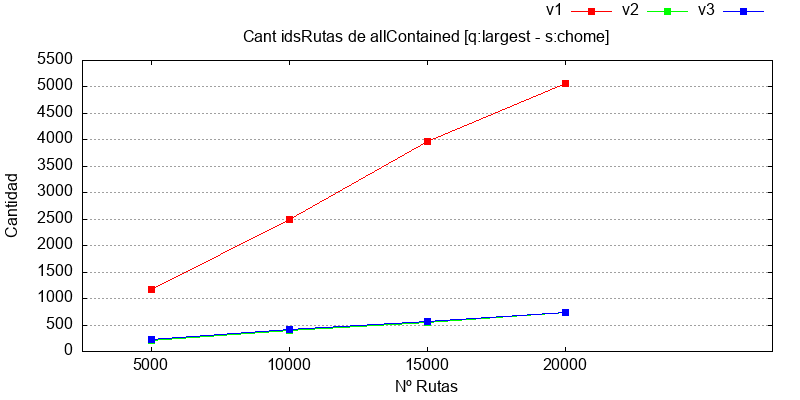 v1 v2 v3
Cant idsRutas de allContained [q:largest - s:chome]
5500
5000
4500
4000
3500
3000
2500
2000
1500
1000
500
0
Cantidad
5000 10000 15000 20000
Nº Rutas